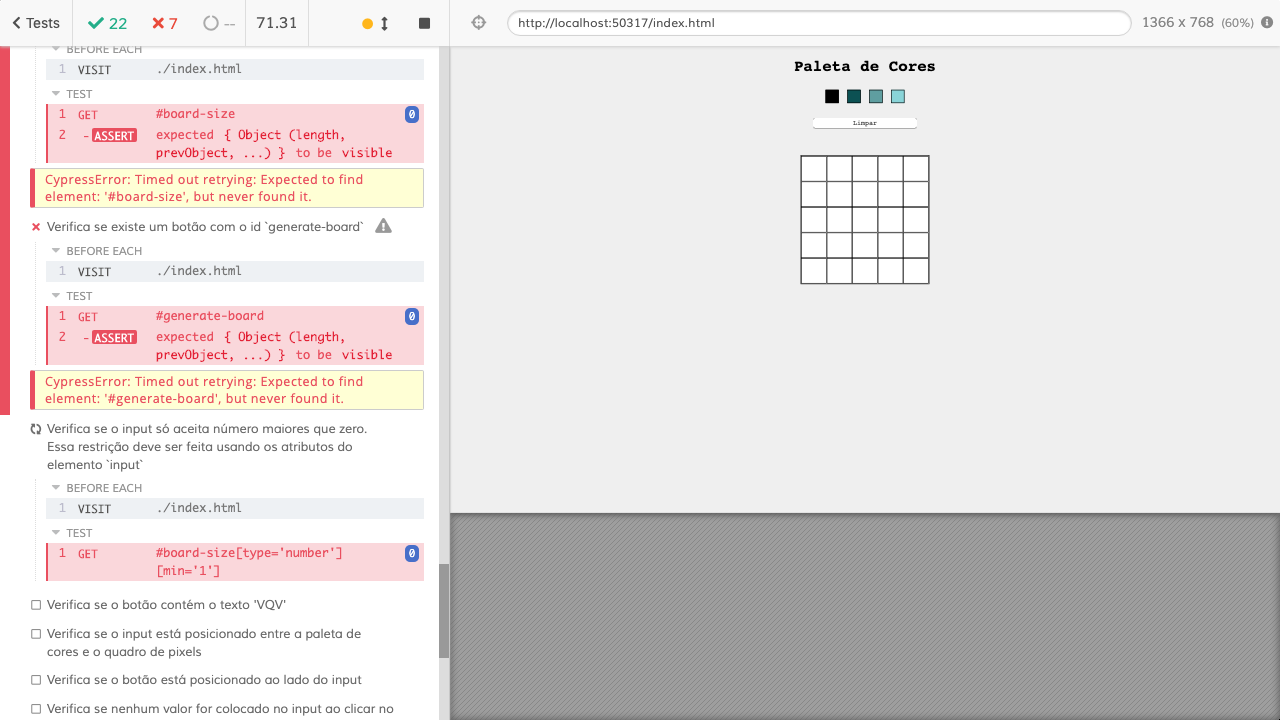 Tests
22
7
--
71.31
http://localhost:50317/index.html
1366 x 768 (60%)
BEFORE EACH
1 VISIT ./index.html
TEST
1 GET #board-size 0
2 -ASSERT expected { Object (length,
prevObject, ...) } to be visible
CypressError: Timed out retrying: Expected to find
element: '#board-size', but never found it.
Verifica se existe um botão com o id `generate-board`
BEFORE EACH
1 VISIT ./index.html
TEST
1 GET #generate-board 0
2 -ASSERT expected { Object (length,
prevObject, ...) } to be visible
CypressError: Timed out retrying: Expected to find
element: '#generate-board', but never found it.
Verifica se o input só aceita número maiores que zero.
Essa restrição deve ser feita usando os atributos do
elemento `input`
BEFORE EACH
1 VISIT ./index.html
TEST
1 GET #board-size[type='number'] 0
[min='1']
Verifica se o botão contém o texto 'VQV'
Verifica se o input está posicionado entre a paleta de
cores e o quadro de pixels
Verifica se o botão está posicionado ao lado do input
Verifica se nenhum valor for colocado no input ao clicar no
Paleta de Cores
Limpar